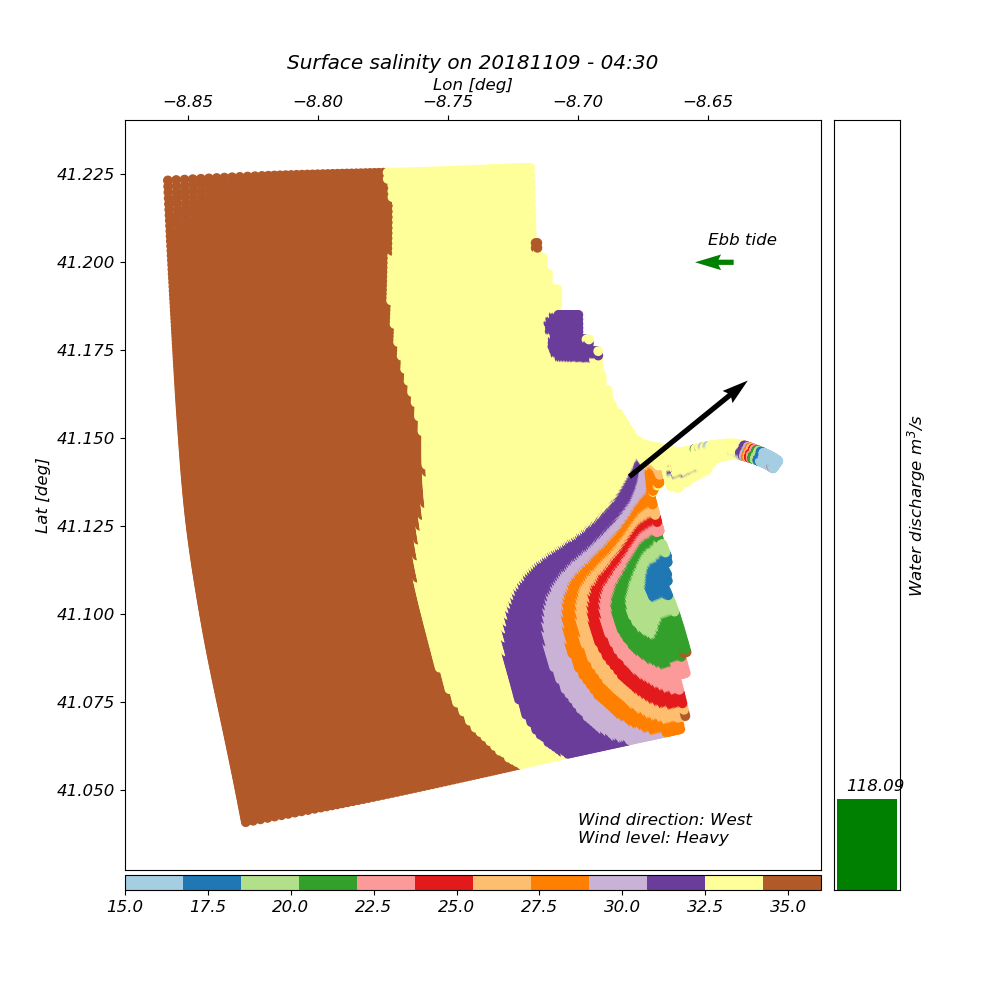 Surface salinity on 20181109 - 04:30
Lon [deg]
−8.85 −8.80 −8.75 −8.70 −8.65
41.225
41.200
41.175
41.150
41.125
41.100
41.075
41.050
Lat [deg]
Ebb tide
Wind direction: West
Wind level: Heavy
118.09
Water discharge m³/s
15.0 17.5 20.0 22.5 25.0 27.5 30.0 32.5 35.0